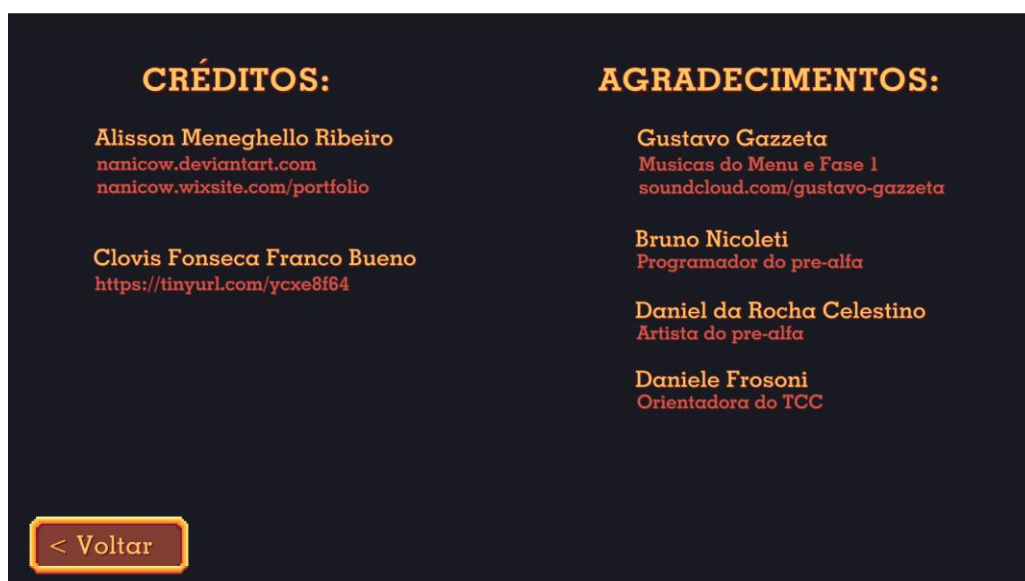 CRÉDITOS:
Alisson Meneghello Ribeiro
nanicow.deviantart.com
nanicow.wixsite.com/portfolio
Clovis Fonseca Franco Bueno
https://tinyurl.com/ycxe8f64
AGRADECIMENTOS:
Gustavo Gazzeta
Musicas do Menu e Fase 1
soundcloud.com/gustavo-gazzeta
Bruno Nicoleti
Programador do pre-alfa
Daniel da Rocha Celestino
Artista do pre-alfa
Daniele Frosoni
Orientadora do TCC
< Voltar